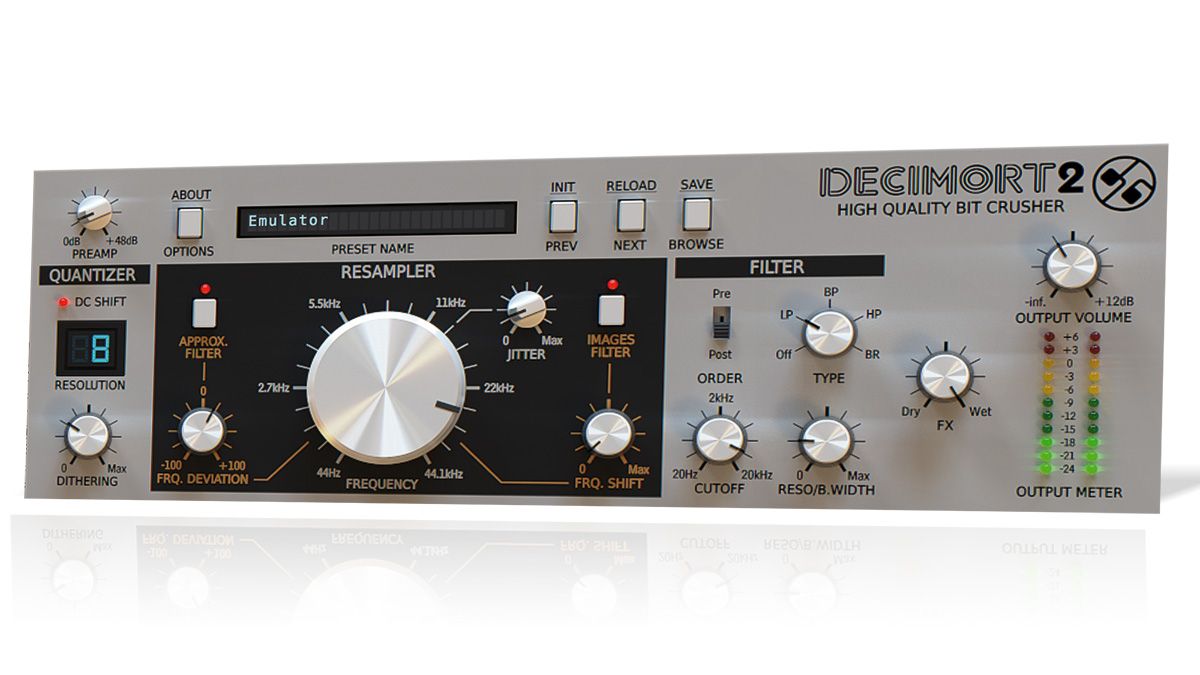 DECIMORT2
HIGH QUALITY BIT CRUSHER
0dB +48dB
PREAMP
ABOUT
OPTIONS
Emulator
PRESET NAME
INIT
PREV
RELOAD
NEXT
SAVE
BROWSE
QUANTIZER
DC SHIFT
8
RESOLUTION
0 Max
DITHERING
RESAMPLER
APPROX.
FILTER
0
-100 +100
FRQ. DEVIATION
5.5kHz 11kHz
2.7kHz 22kHz
44Hz 44.1kHz
FREQUENCY
0 Max
JITTER
IMAGES
FILTER
0 Max
FRQ. SHIFT
FILTER
Pre
Post
ORDER
BP
LP HP
Off BR
TYPE
2kHz
20Hz 20kHz
CUTOFF
0 Max
RESO/B.WIDTH
Dry Wet
FX
-inf. +12dB
OUTPUT VOLUME
+6
+3
0
-3
-6
-9
-12
-15
-18
-21
-24
OUTPUT METER